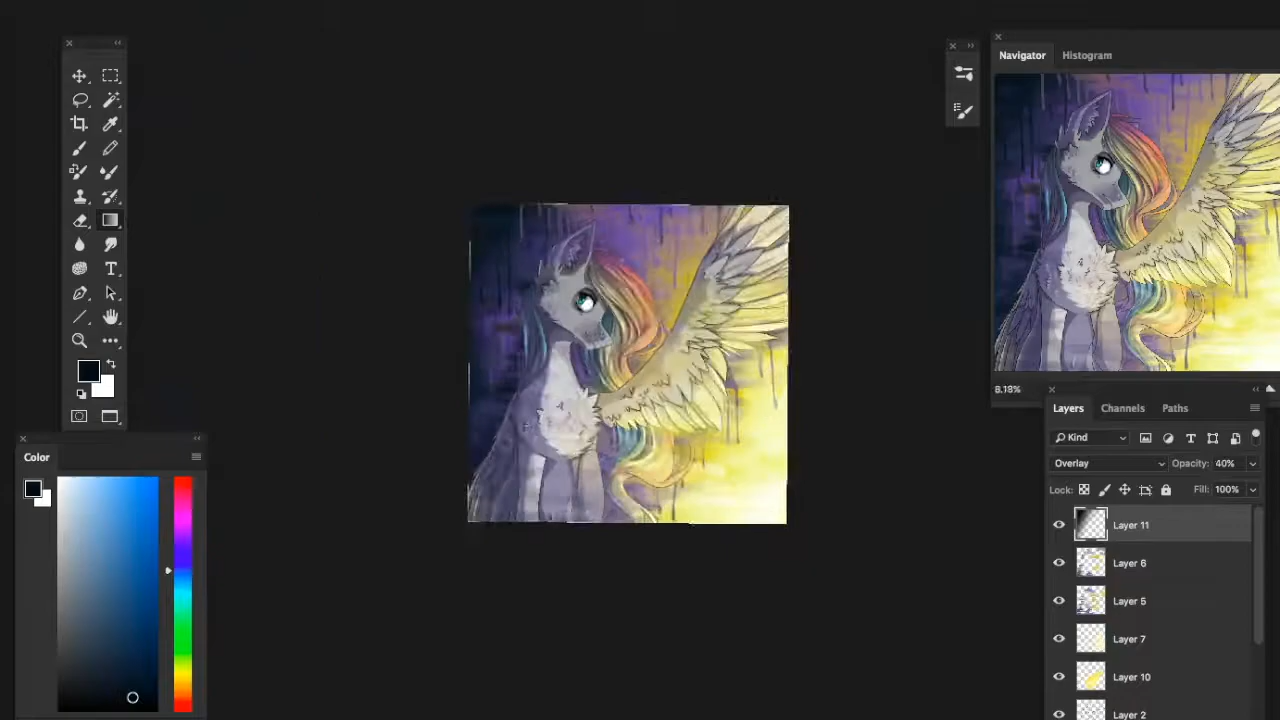 Navigator Histogram
8.18%
Layers Channels Paths
Kind
Overlay Opacity: 40%
Lock: Fill: 100%
Layer 11
Layer 6
Layer 5
Layer 7
Layer 10
Layer 2
Color